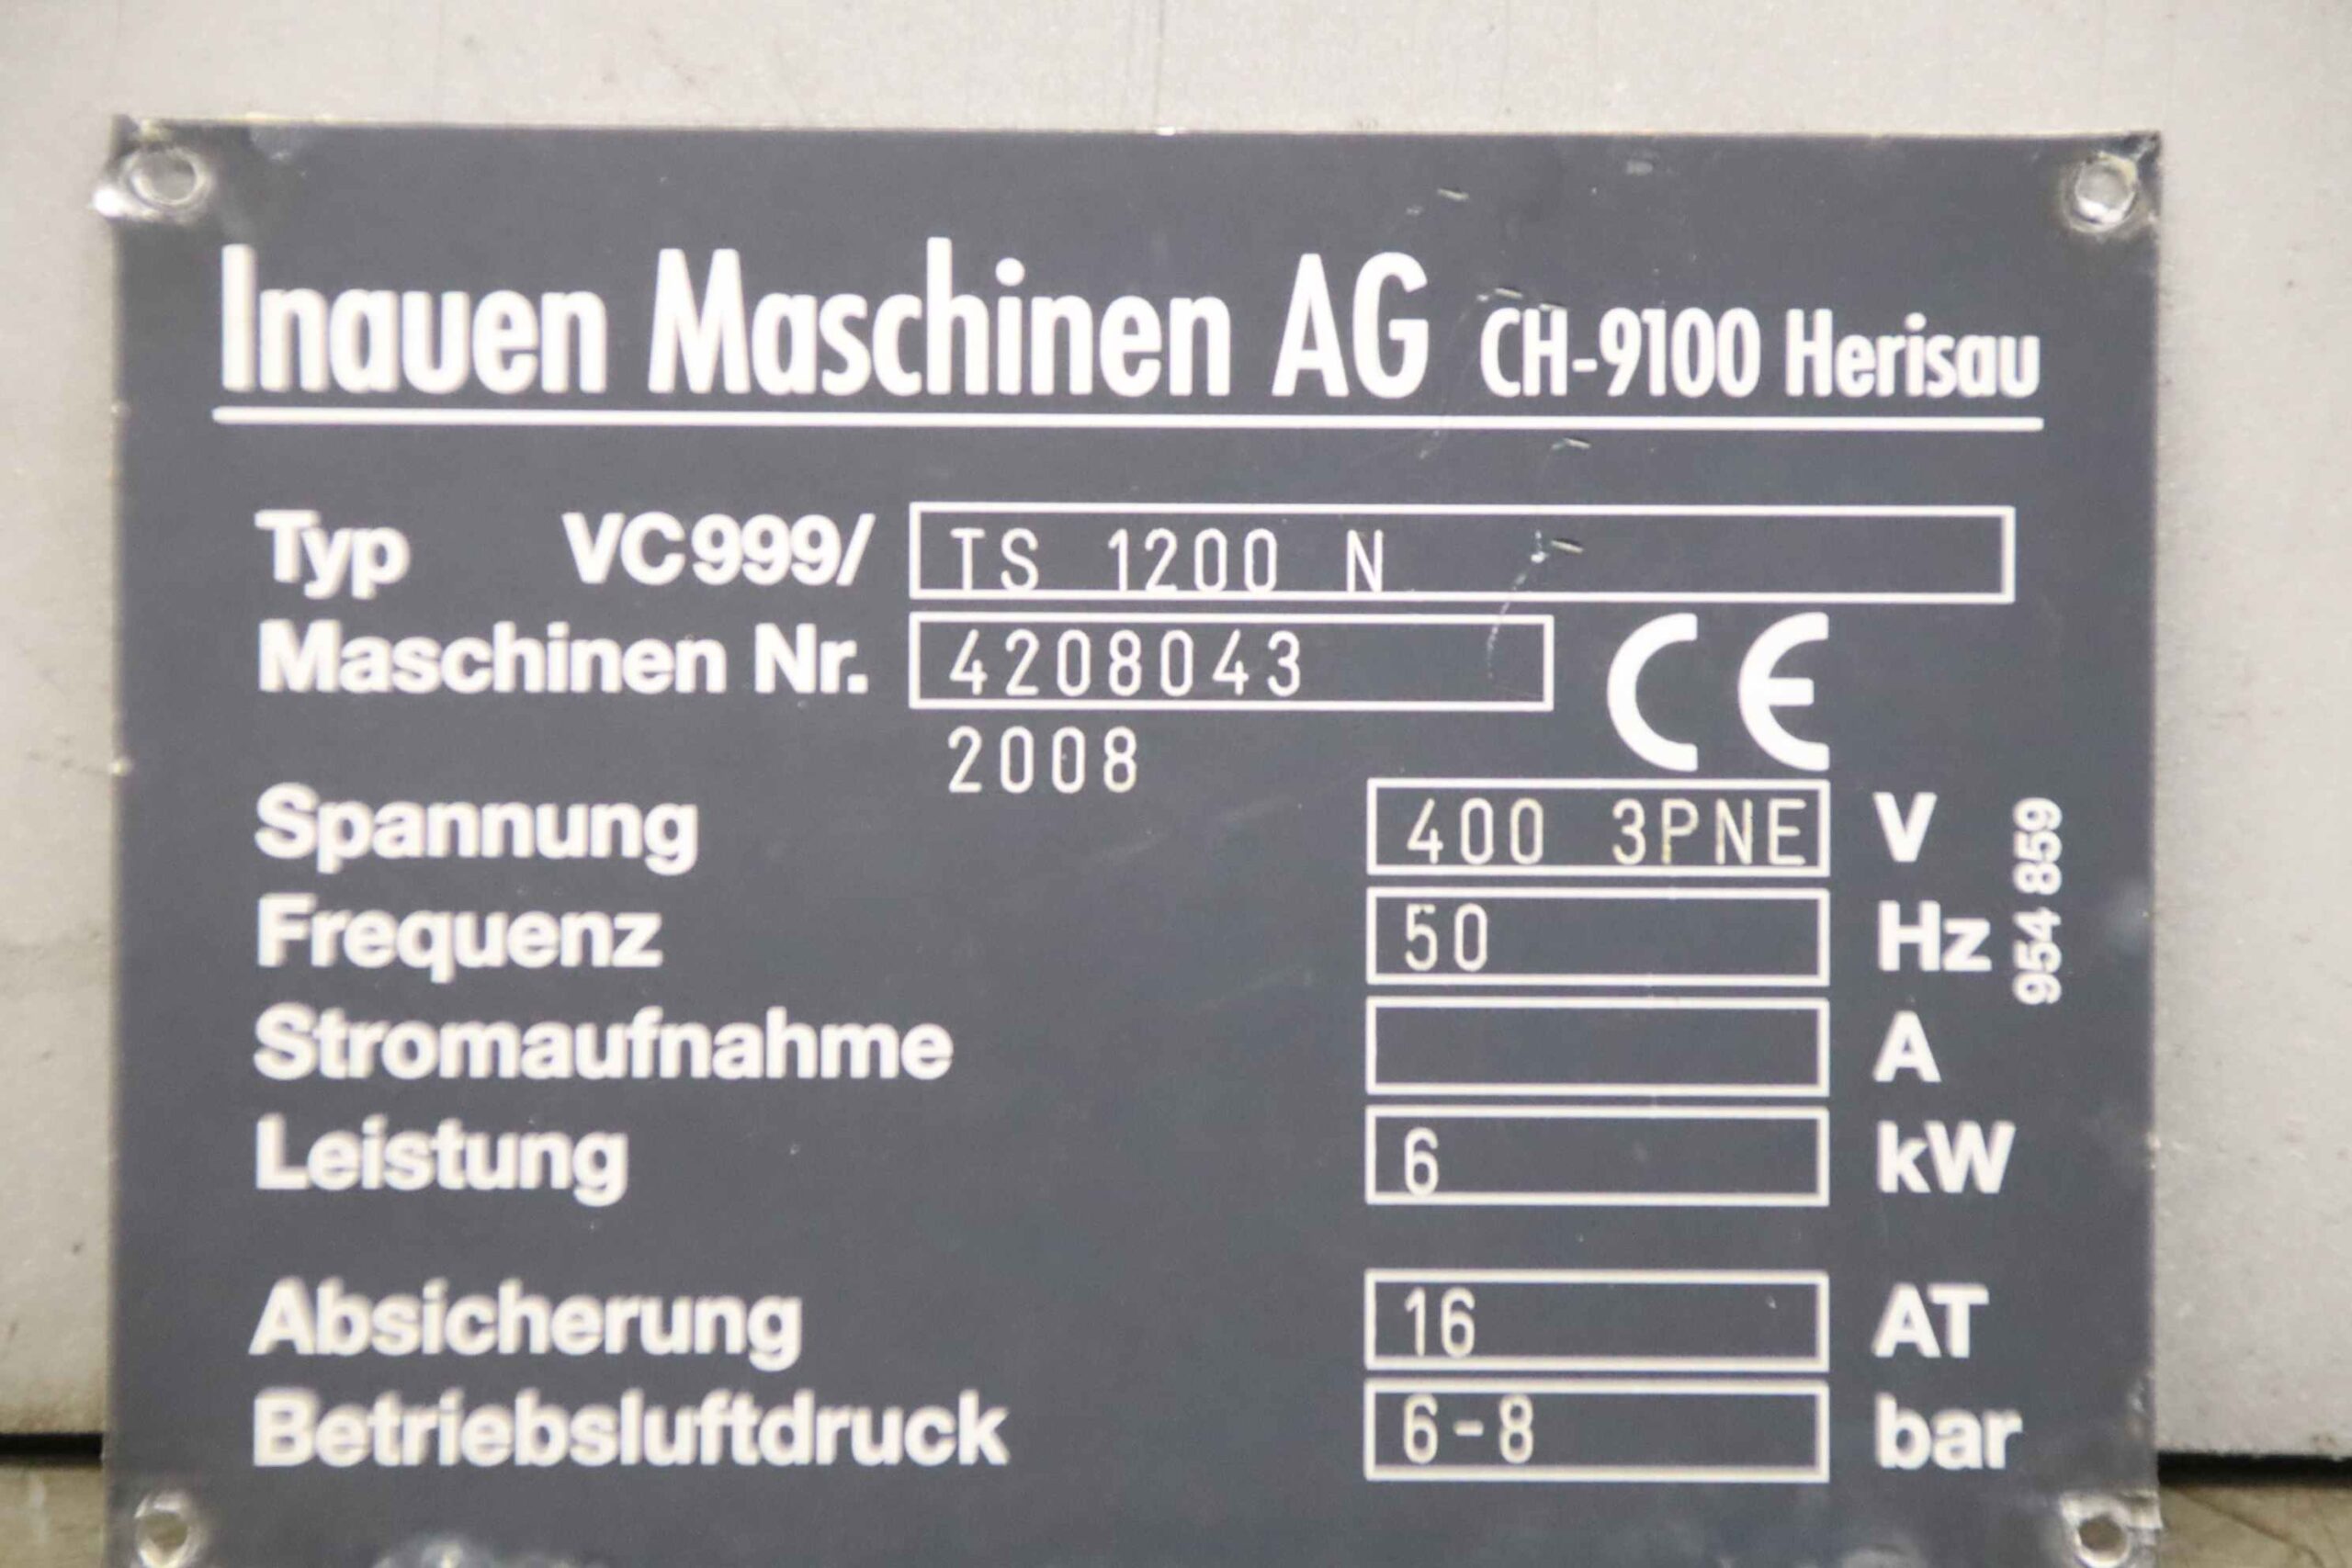 Inauen Maschinen AG CH-9100 Herisau
Typ VC999/ TS 1200 N
Maschinen Nr. 4208043 CE
2008
Spannung 400 3PNE V
Frequenz 50 Hz
954 859
Stromaufnahme A
Leistung 6 kW
Absicherung 16 AT
Betriebsluftdruck 6-8 bar